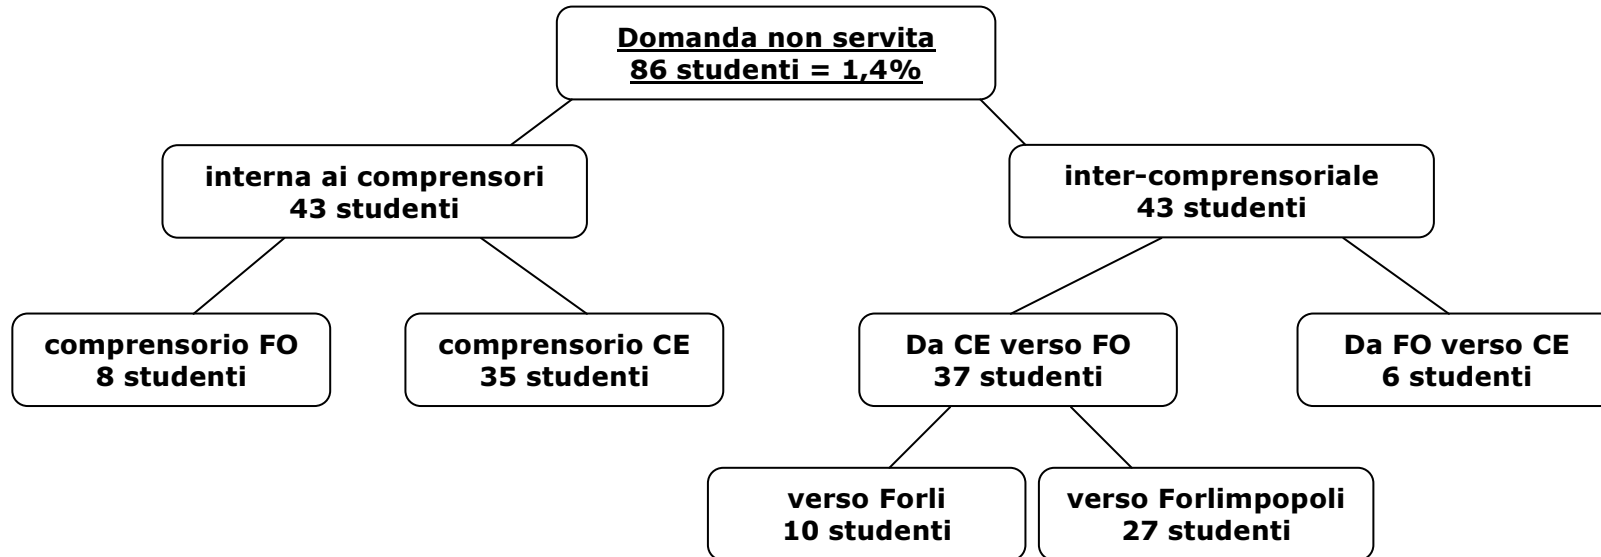 Domanda non servita
86 studenti = 1,4%
interna ai comprensori
43 studenti
inter-comprensoriale
43 studenti
comprensorio FO
8 studenti
comprensorio CE
35 studenti
Da CE verso FO
37 studenti
Da FO verso CE
6 studenti
verso Forli
10 studenti
verso Forlimpopoli
27 studenti